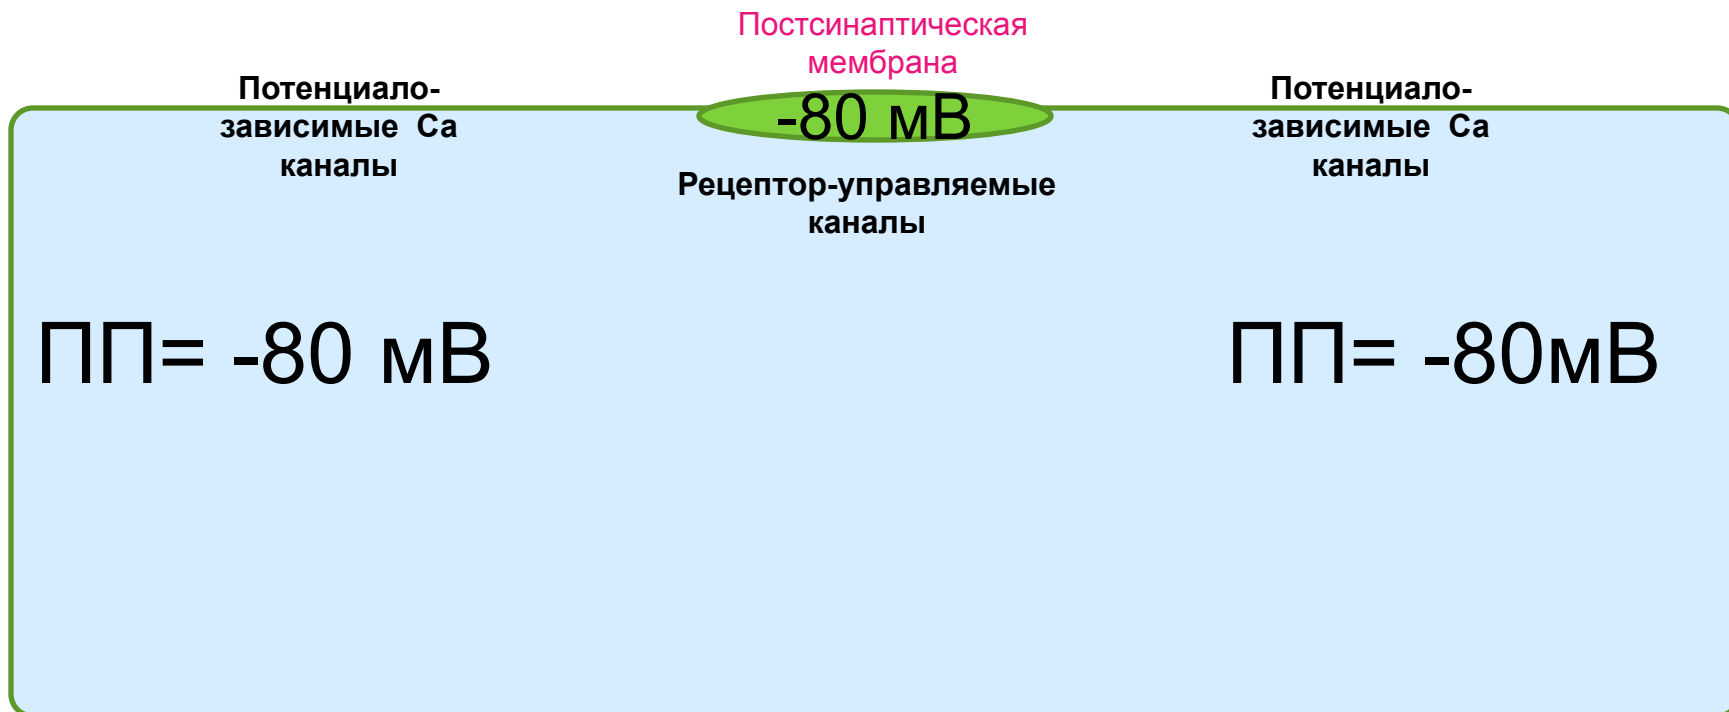 Постсинаптическая
мембрана
Потенциало-
зависимые Са
каналы
-80 мВ
Потенциало-
зависимые Са
каналы
Рецептор-управляемые
каналы
ПП= -80 мВ
ПП= -80мВ